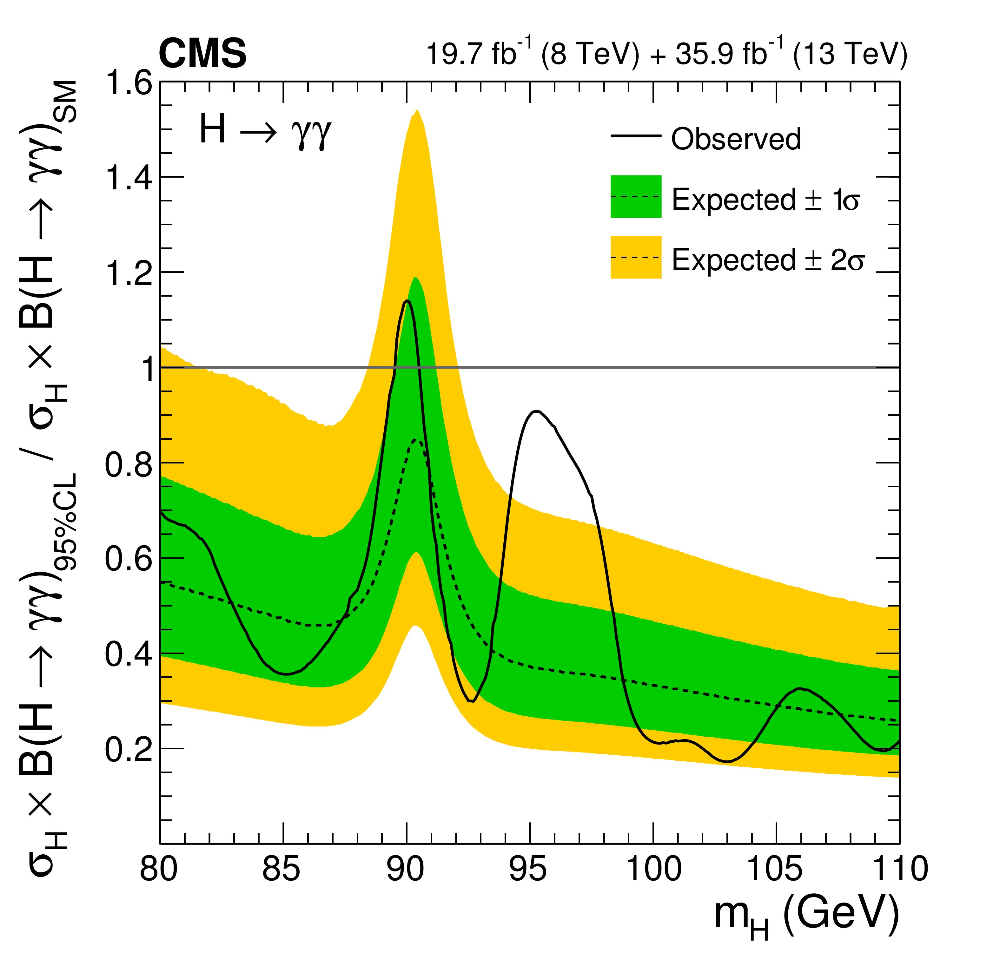 CMS
19.7 fb-1 (8 TeV) + 35.9 fb-1 (13 TeV)
σH × B(H → γγ)95%CL / σH × B(H → γγ)SM
1.6
1.4
1.2
1
0.8
0.6
0.4
0.2
H → γγ
Observed
Expected ± 1σ
Expected ± 2σ
80 85 90 95 100 105 110
mH (GeV)